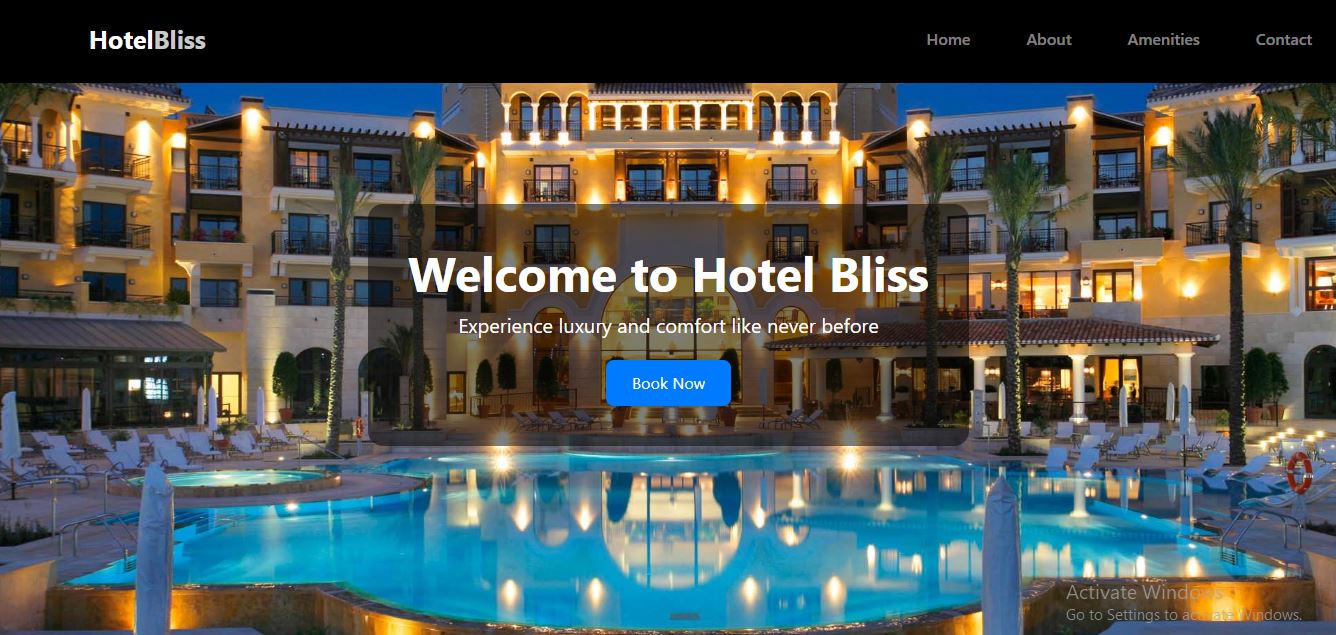 HotelBliss
Home About Amenities Contact
Welcome to Hotel Bliss
Experience luxury and comfort like never before
Book Now
Activate Windows
Go to Settings to activate Windows.